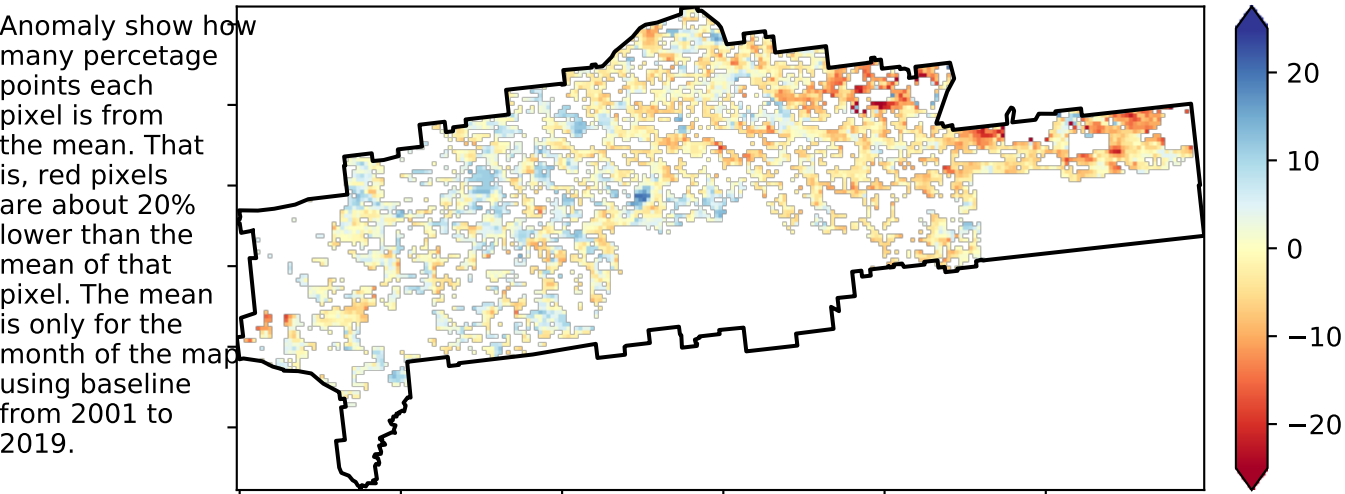 Anomaly show how
many percetage
points each
pixel is from
the mean. That
is, red pixels
are about 20%
lower than the
mean of that
pixel. The mean
is only for the
month of the map
using baseline
from 2001 to
2019.
20
10
0
−10
−20